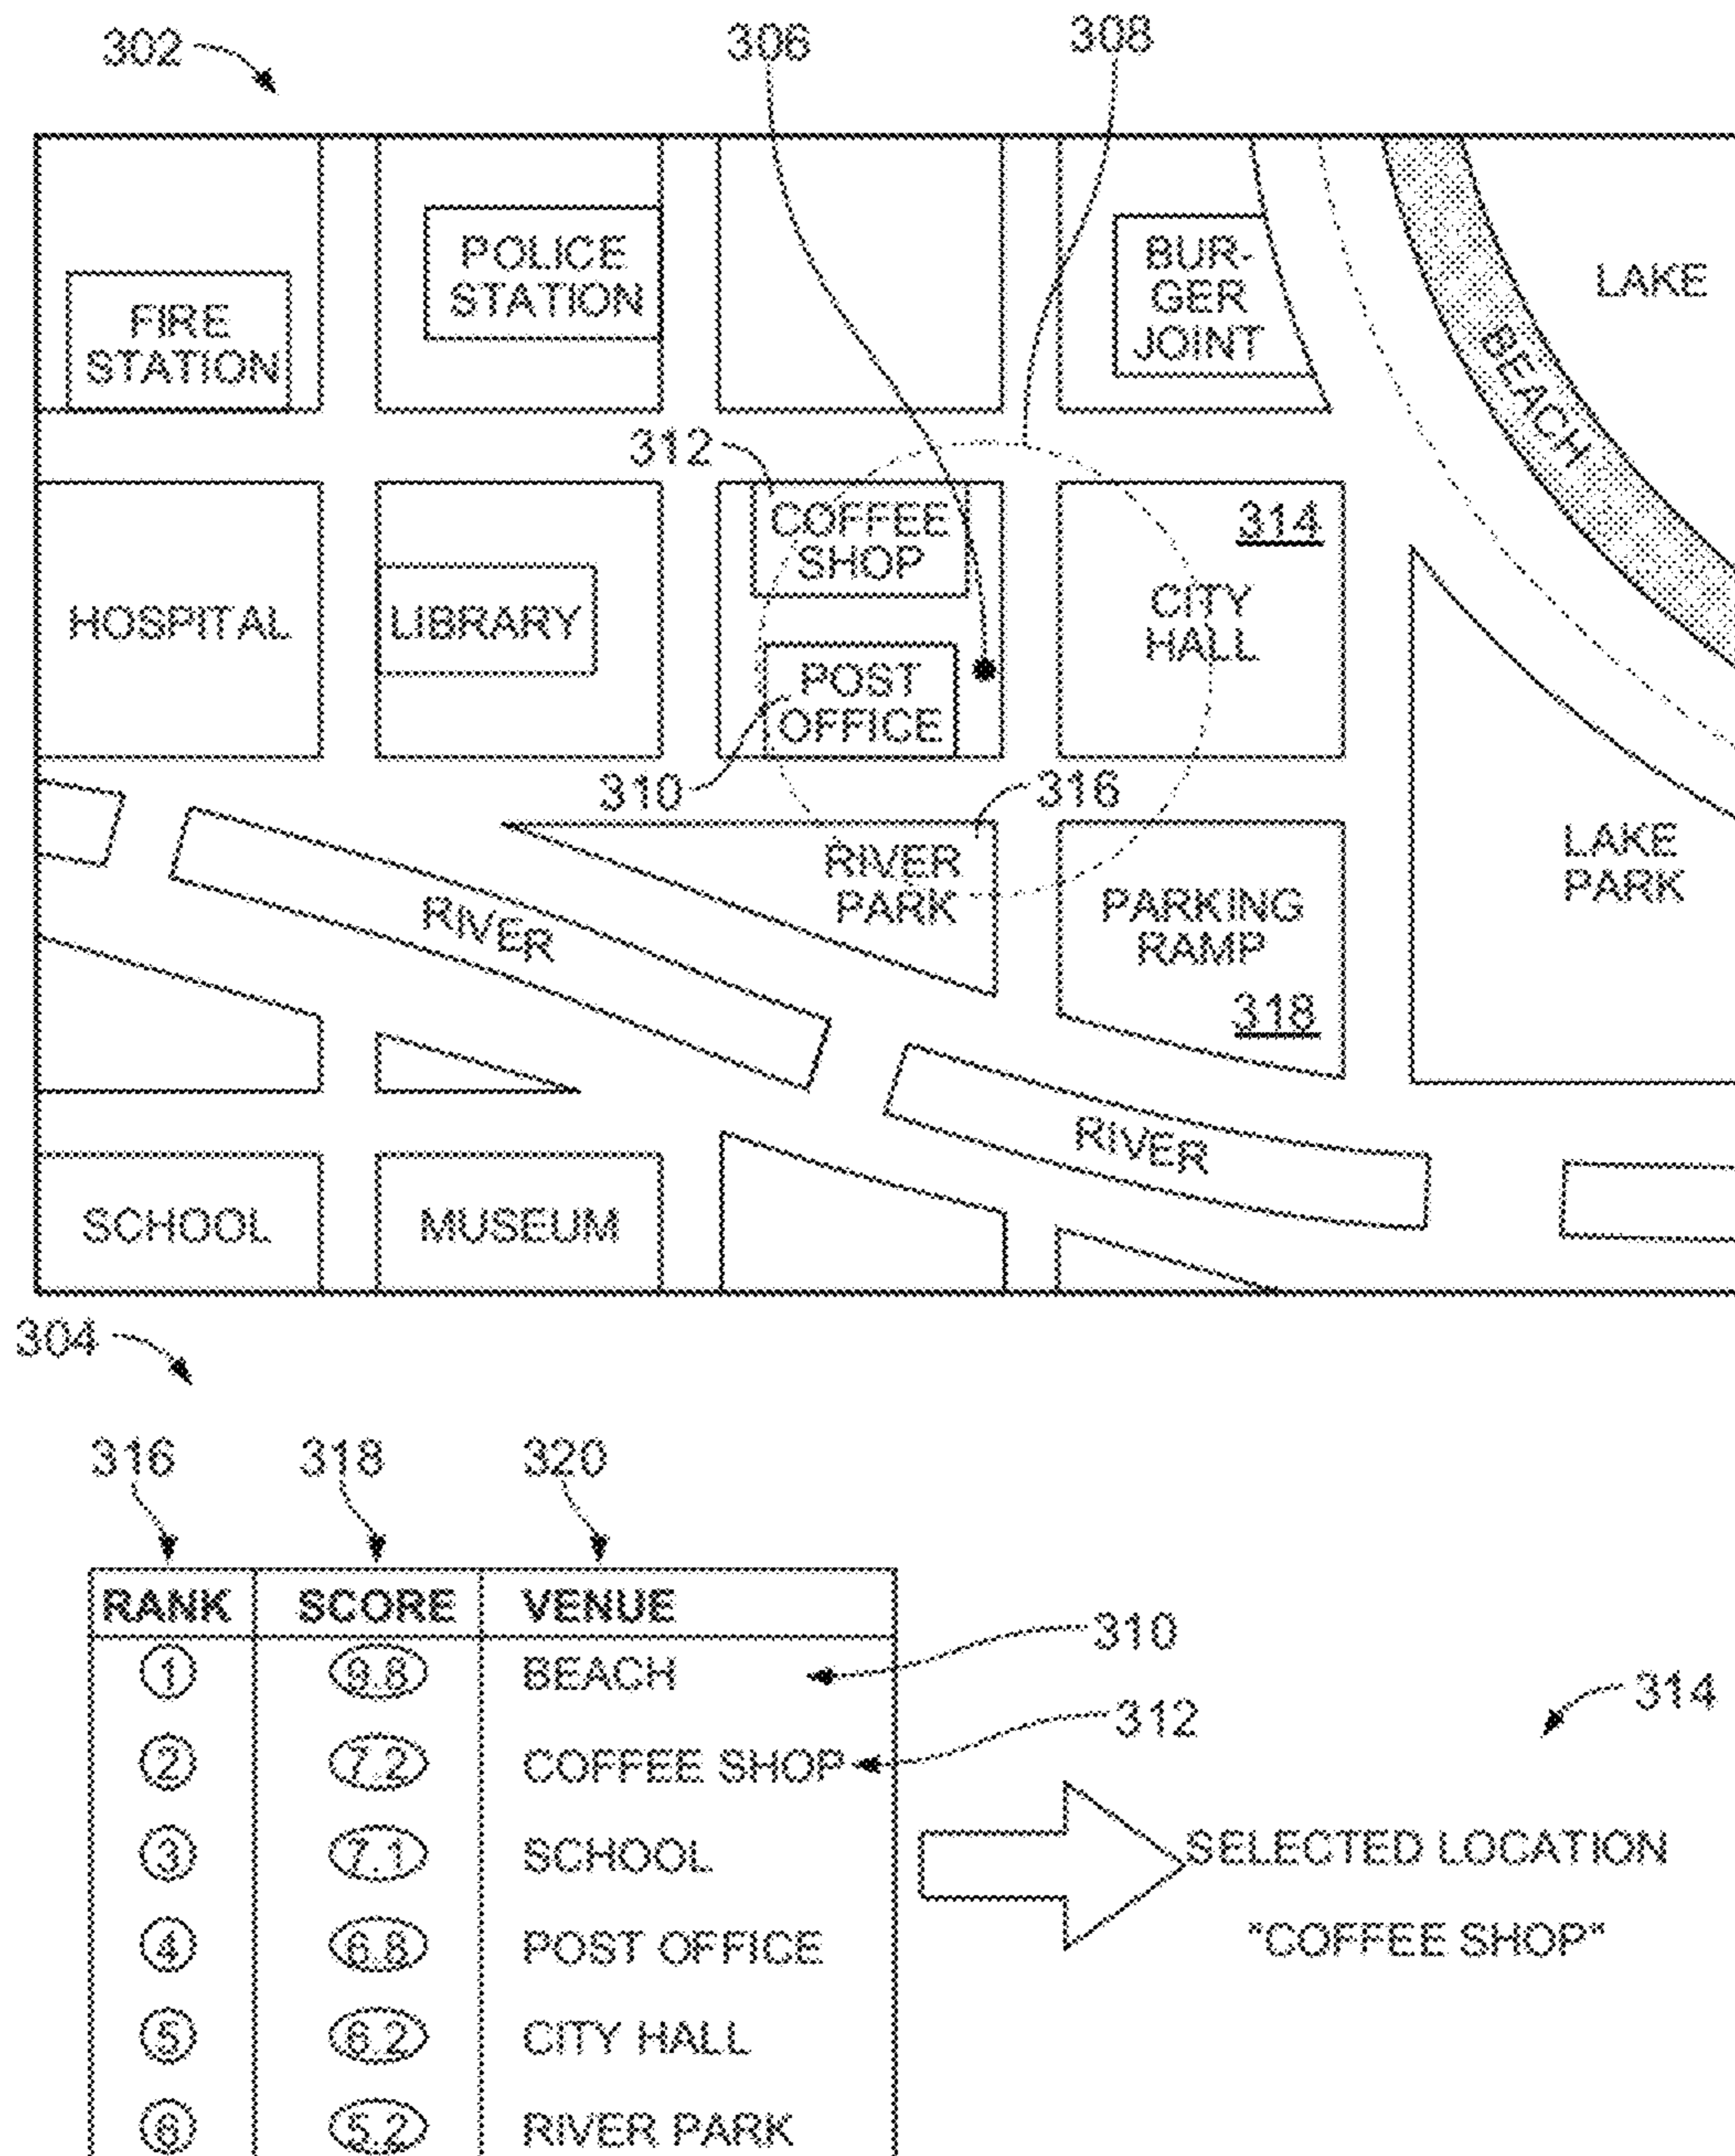 302
306
308
POLICE
STATION
BUR-
GER
JOINT
LAKE
FIRE
STATION
BEACH
312
COFFEE
SHOP
314
CITY
HALL
HOSPITAL
LIBRARY
POST
OFFICE
310
316
RIVER
PARK
LAKE
PARK
RIVER
PARKING
RAMP
318
RIVER
SCHOOL
MUSEUM
304
316 318 320
RANK SCORE VENUE
1 9.8 BEACH
310
2 7.2 COFFEE SHOP
312
314
3 7.1 SCHOOL
SELECTED LOCATION
"COFFEE SHOP"
4 6.8 POST OFFICE
5 6.2 CITY HALL
6 5.2 RIVER PARK